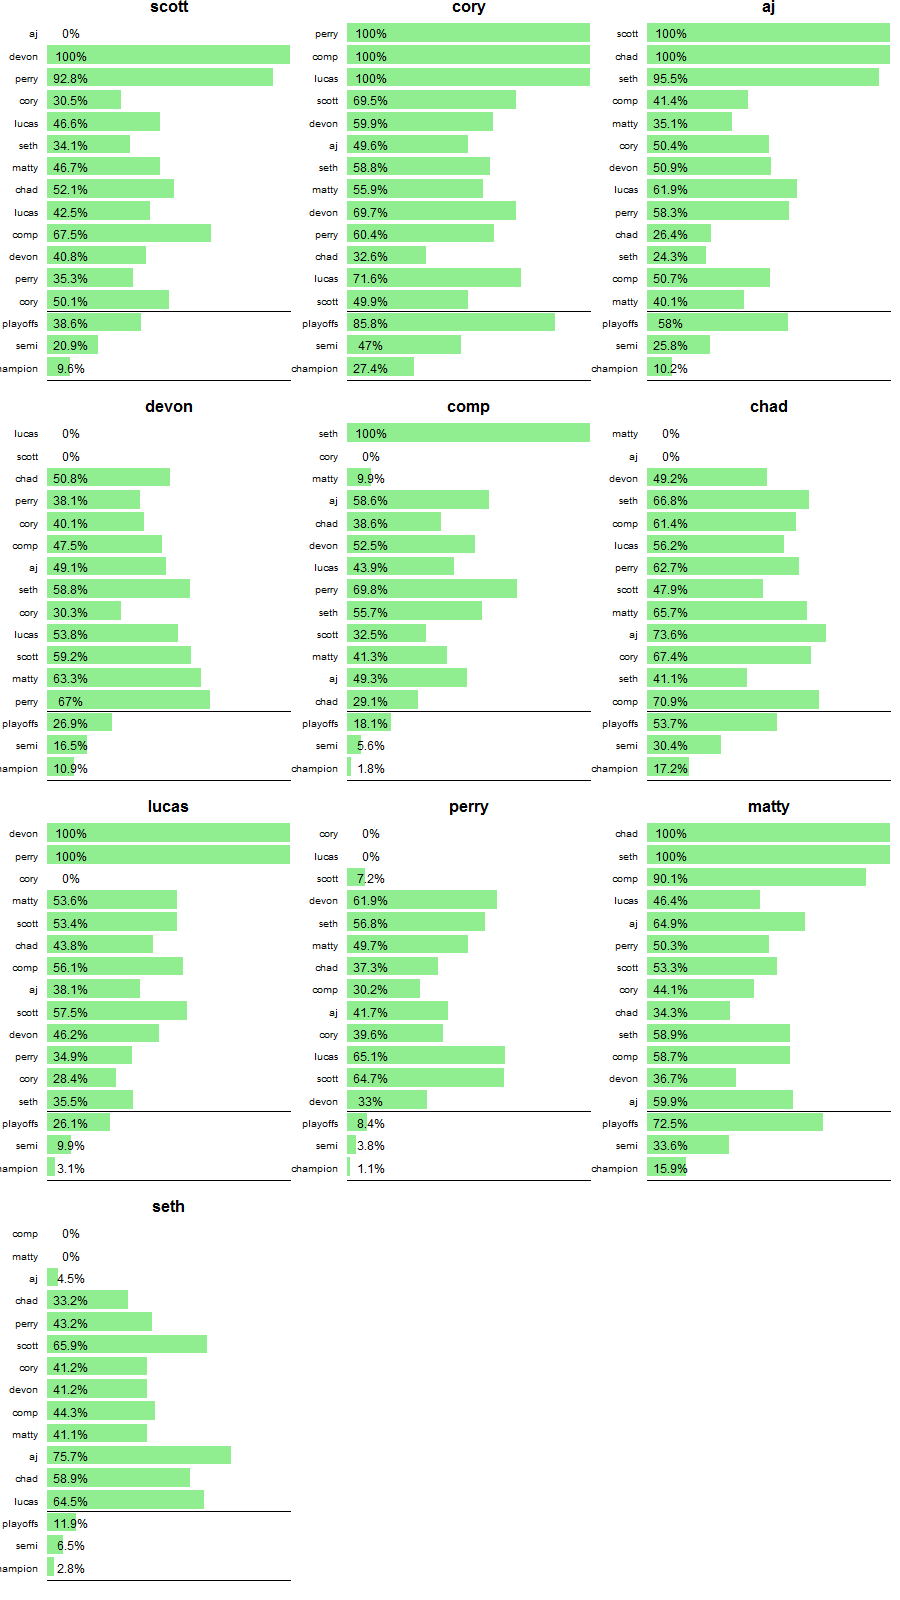 scott cory aj
aj 0% perry 100% scott 100%
devon 100% comp 100% chad 100%
perry 92.8% lucas 100% seth 95.5%
cory 30.5% scott 69.5% comp 41.4%
lucas 46.6% devon 59.9% matty 35.1%
seth 34.1% aj 49.6% cory 50.4%
matty 46.7% seth 58.8% devon 50.9%
chad 52.1% matty 55.9% lucas 61.9%
lucas 42.5% devon 69.7% perry 58.3%
comp 67.5% perry 60.4% chad 26.4%
devon 40.8% chad 32.6% seth 24.3%
perry 35.3% lucas 71.6% comp 50.7%
cory 50.1% scott 49.9% matty 40.1%
playoffs 38.6% playoffs 85.8% playoffs 58%
semi 20.9% semi 47% semi 25.8%
hampion 9.6% champion 27.4% champion 10.2%
devon comp chad
lucas 0% seth 100% matty 0%
scott 0% cory 0% aj 0%
chad 50.8% matty 9.9% devon 49.2%
perry 38.1% aj 58.6% seth 66.8%
cory 40.1% chad 38.6% comp 61.4%
comp 47.5% devon 52.5% lucas 56.2%
aj 49.1% lucas 43.9% perry 62.7%
seth 58.8% perry 69.8% scott 47.9%
cory 30.3% seth 55.7% matty 65.7%
lucas 53.8% scott 32.5% aj 73.6%
scott 59.2% matty 41.3% cory 67.4%
matty 63.3% aj 49.3% seth 41.1%
perry 67% chad 29.1% comp 70.9%
playoffs 26.9% playoffs 18.1% playoffs 53.7%
semi 16.5% semi 5.6% semi 30.4%
hampion 10.9% champion 1.8% champion 17.2%
lucas perry matty
devon 100% cory 0% chad 100%
perry 100% lucas 0% seth 100%
cory 0% scott 7.2% comp 90.1%
matty 53.6% devon 61.9% lucas 46.4%
scott 53.4% seth 56.8% aj 64.9%
chad 43.8% matty 49.7% perry 50.3%
comp 56.1% chad 37.3% scott 53.3%
aj 38.1% comp 30.2% cory 44.1%
scott 57.5% aj 41.7% chad 34.3%
devon 46.2% cory 39.6% seth 58.9%
perry 34.9% lucas 65.1% comp 58.7%
cory 28.4% scott 64.7% devon 36.7%
seth 35.5% devon 33% aj 59.9%
playoffs 26.1% playoffs 8.4% playoffs 72.5%
semi 9.9% semi 3.8% semi 33.6%
hampion 3.1% champion 1.1% champion 15.9%
seth
comp 0%
matty 0%
aj 4.5%
chad 33.2%
perry 43.2%
scott 65.9%
cory 41.2%
devon 41.2%
comp 44.3%
matty 41.1%
aj 75.7%
chad 58.9%
lucas 64.5%
playoffs 11.9%
semi 6.5%
hampion 2.8%